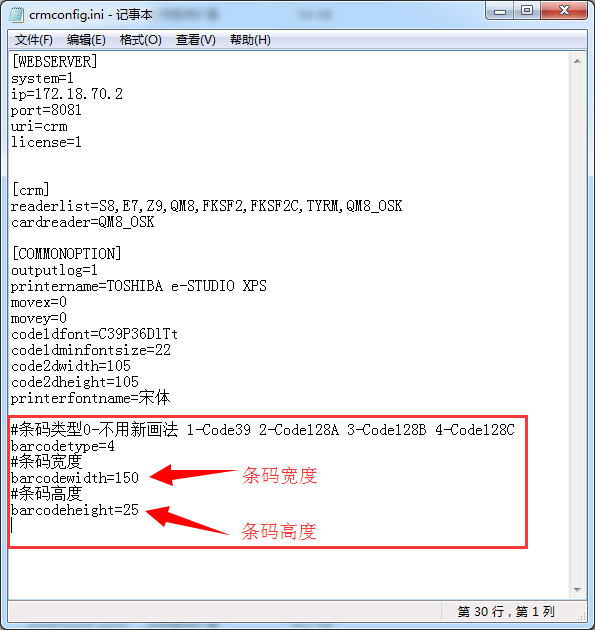 crmconfig.ini - 记事本
文件(F) 编辑(E) 格式(O) 查看(V) 帮助(H)
[WEBSERVER]
system=1
ip=172.18.70.2
port=8081
uri=crm
license=1
[crm]
readerlist=S8,E7,Z9,QM8,FKSF2,FKSF2C,TYRM,QM8_OSK
cardreader=QM8_OSK
[COMMONOPTION]
outputlog=1
printername=TOSHIBA e-STUDIO XPS
movex=0
movey=0
code1dfont=C39P36DlTt
code1dminfontsize=22
code2dwidth=105
code2dheight=105
printerfontname=宋体
#条码类型0-不用新画法 1-Code39 2-Code128A 3-Code128B 4-Code128C
barcodetype=4
#条码宽度
barcodewidth=150 条码宽度
#条码高度
barcodeheight=25
条码高度
第 30 行，第 1 列